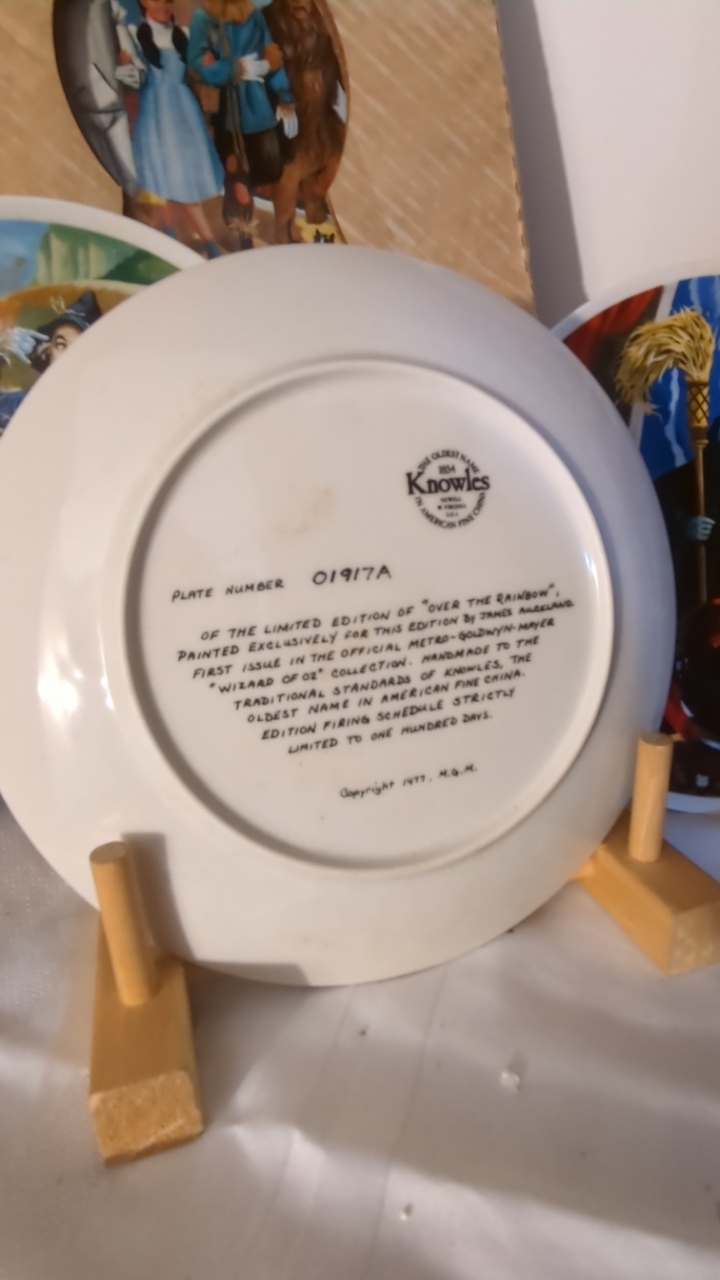 THE OLDEST NAME
1854
Knowles
NEWELL
W. VIRGINIA
U.S.A.
IN AMERICAN FINE CHINA
PLATE NUMBER 01917A
OF THE LIMITED EDITION OF "OVER THE RAINBOW",
PAINTED EXCLUSIVELY FOR THIS EDITION BY JAMES AUCKLAND
FIRST ISSUE IN THE OFFICIAL METRO-GOLDWYN-MAYER
"WIZARD OF OZ" COLLECTION. HANDMADE TO THE
TRADITIONAL STANDARDS OF KNOWLES, THE
OLDEST NAME IN AMERICAN FINE CHINA.
EDITION FIRING SCHEDULE STRICTLY
LIMITED TO ONE HUNDRED DAYS.
Copyright 1977. M.G.M.